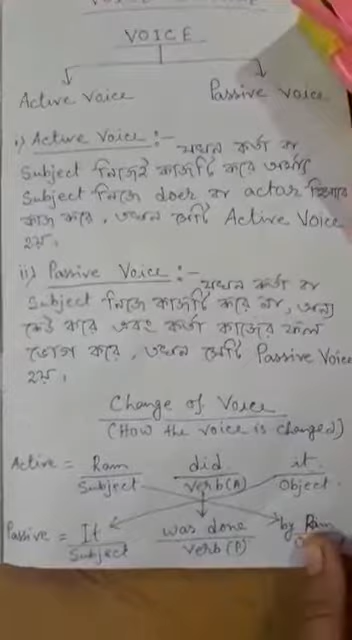 VOICE
Active Voice Passive Voice
i) Active Voice :- যখন কর্তা বা
Subject নিজেই কাজটি করে অর্থাৎ
Subject নিজে doer বা actor হিসাবে
কাজ করে, তখন সেটি Active Voice
হয়।
ii) Passive Voice :- যখন কর্তা বা
Subject নিজে কাজটি করে না, অন্য
কেউ করে এবং কর্তা কাজের ফল
ভোগ করে, তখন সেটি Passive Voice
হয়।
Change of Voice
(How the voice is changed)
Active = Ram did it
Subject Verb(A) Object
Passive = It was done by Ram
Subject Verb(P)